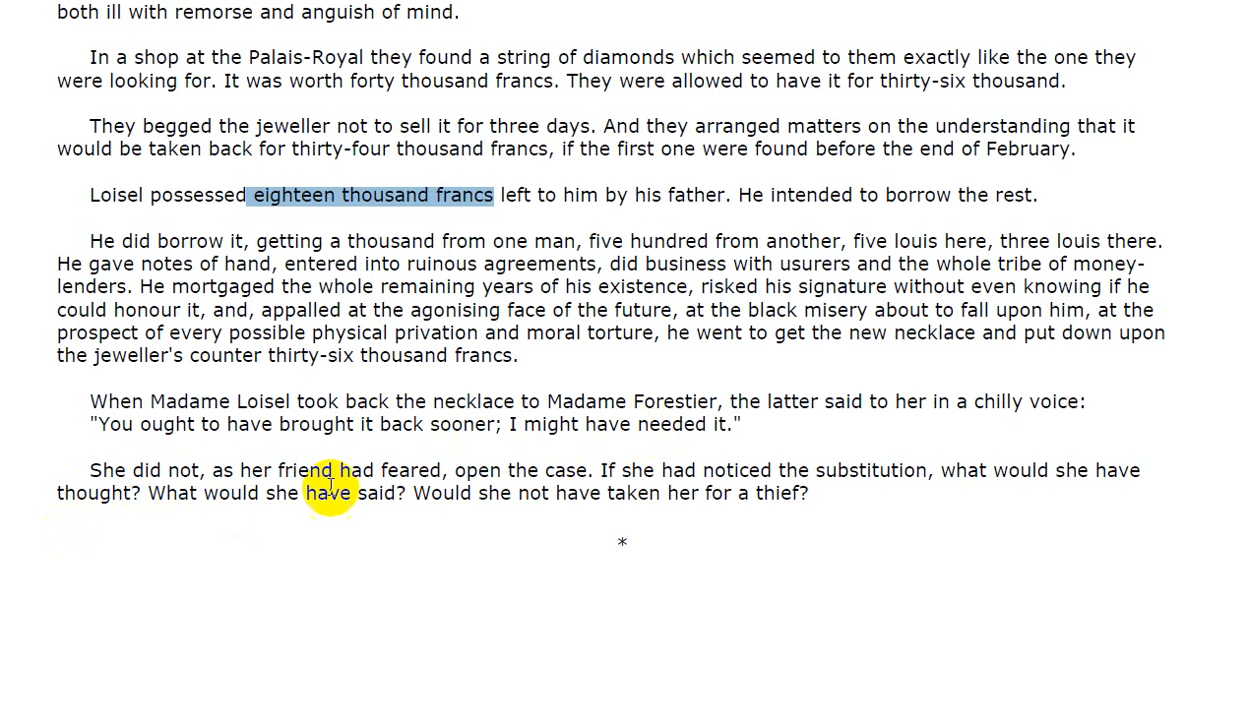 both ill with remorse and anguish of mind.
In a shop at the Palais-Royal they found a string of diamonds which seemed to them exactly like the one they
were looking for. It was worth forty thousand francs. They were allowed to have it for thirty-six thousand.
They begged the jeweller not to sell it for three days. And they arranged matters on the understanding that it
would be taken back for thirty-four thousand francs, if the first one were found before the end of February.
Loisel possessed eighteen thousand francs left to him by his father. He intended to borrow the rest.
He did borrow it, getting a thousand from one man, five hundred from another, five louis here, three louis there.
He gave notes of hand, entered into ruinous agreements, did business with usurers and the whole tribe of money-
lenders. He mortgaged the whole remaining years of his existence, risked his signature without even knowing if he
could honour it, and, appalled at the agonising face of the future, at the black misery about to fall upon him, at the
prospect of every possible physical privation and moral torture, he went to get the new necklace and put down upon
the jeweller's counter thirty-six thousand francs.
When Madame Loisel took back the necklace to Madame Forestier, the latter said to her in a chilly voice:
"You ought to have brought it back sooner; I might have needed it."
She did not, as her friend had feared, open the case. If she had noticed the substitution, what would she have
thought? What would she have said? Would she not have taken her for a thief?
*